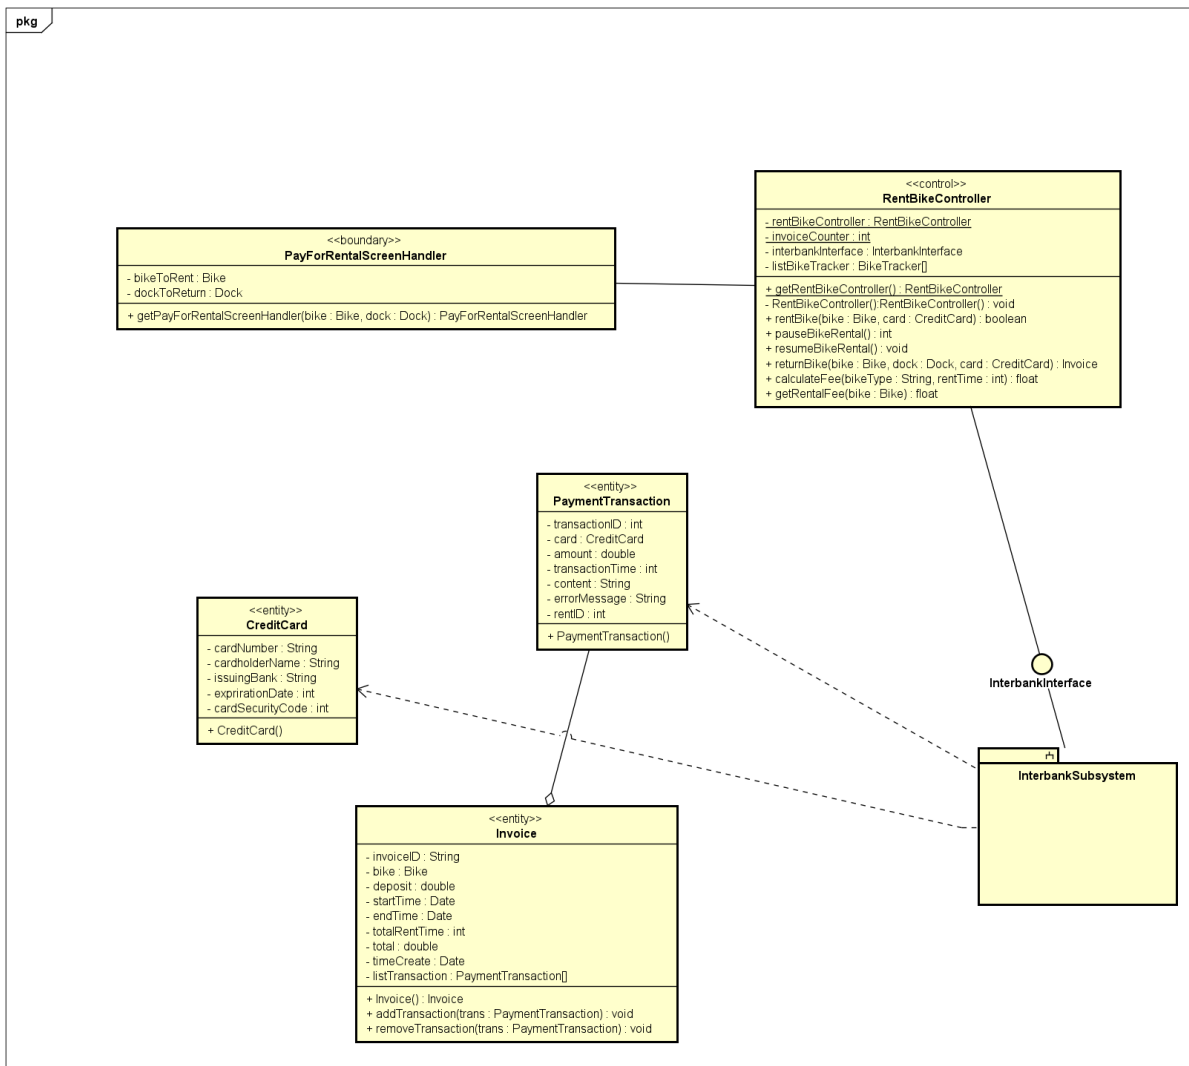 pkg
<<control>>
RentBikeController
- rentBikeController : RentBikeController
- invoiceCounter : int
- interbankInterface : InterbankInterface
- listBikeTracker : BikeTracker[]
+ getRentBikeController() : RentBikeController
- RentBikeController():RentBikeController() : void
+ rentBike(bike : Bike, card : CreditCard) : boolean
+ pauseBikeRental() : int
+ resumeBikeRental() : void
+ returnBike(bike : Bike, dock : Dock, card : CreditCard) : Invoice
+ calculateFee(bikeType : String, rentTime : int) : float
+ getRentalFee(bike : Bike) : float
<<boundary>>
PayForRentalScreenHandler
- bikeToRent : Bike
- dockToReturn : Dock
+ getPayForRentalScreenHandler(bike : Bike, dock : Dock) : PayForRentalScreenHandler
<<entity>>
PaymentTransaction
- transactionID : int
- card : CreditCard
- amount : double
- transactionTime : int
- content : String
- errorMessage : String
- rentID : int
+ PaymentTransaction()
<<entity>>
CreditCard
- cardNumber : String
- cardholderName : String
- issuingBank : String
- exprirationDate : int
- cardSecurityCode : int
+ CreditCard()
InterbankInterface
InterbankSubsystem
<<entity>>
Invoice
- invoiceID : String
- bike : Bike
- deposit : double
- startTime : Date
- endTime : Date
- totalRentTime : int
- total : double
- timeCreate : Date
- listTransaction : PaymentTransaction[]
+ Invoice() : Invoice
+ addTransaction(trans : PaymentTransaction) : void
+ removeTransaction(trans : PaymentTransaction) : void